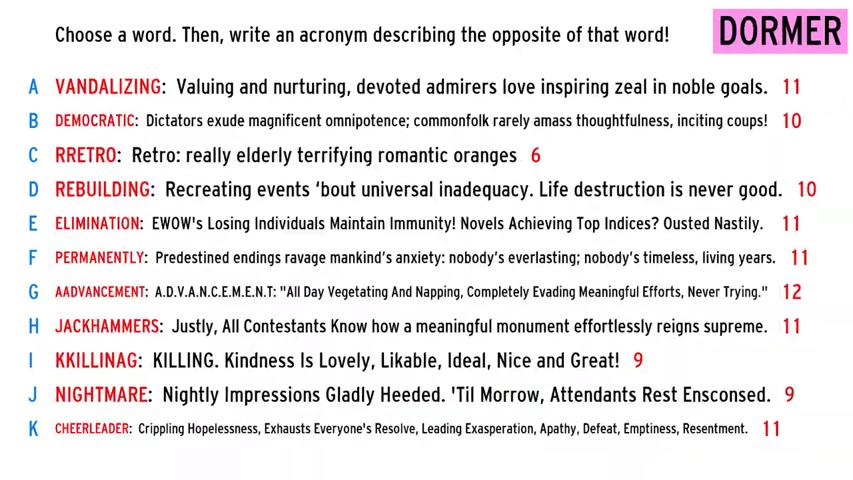 Choose a word. Then, write an acronym describing the opposite of that word! DORMER
A VANDALIZING: Valuing and nurturing, devoted admirers love inspiring zeal in noble goals. 11
B DEMOCRATIC: Dictators exude magnificent omnipotence; commonfolk rarely amass thoughtfulness, inciting coups! 10
C RRETRO: Retro: really elderly terrifying romantic oranges 6
D REBUILDING: Recreating events ‘bout universal inadequacy. Life destruction is never good. 10
E ELIMINATION: EWOW's Losing Individuals Maintain Immunity! Novels Achieving Top Indices? Ousted Nastily. 11
F PERMANENTLY: Predestined endings ravage mankind’s anxiety: nobody’s everlasting; nobody’s timeless, living years. 11
G AADVANCEMENT: A.D.V.A.N.C.E.M.E.N.T: "All Day Vegetating And Napping, Completely Evading Meaningful Efforts, Never Trying." 12
H JACKHAMMERS: Justly, All Contestants Know how a meaningful monument effortlessly reigns supreme. 11
I KKILLINAG: KILLING. Kindness Is Lovely, Likable, Ideal, Nice and Great! 9
J NIGHTMARE: Nightly Impressions Gladly Heeded. 'Til Morrow, Attendants Rest Ensconsed. 9
K CHEERLEADER: Crippling Hopelessness, Exhausts Everyone's Resolve, Leading Exasperation, Apathy, Defeat, Emptiness, Resentment. 11